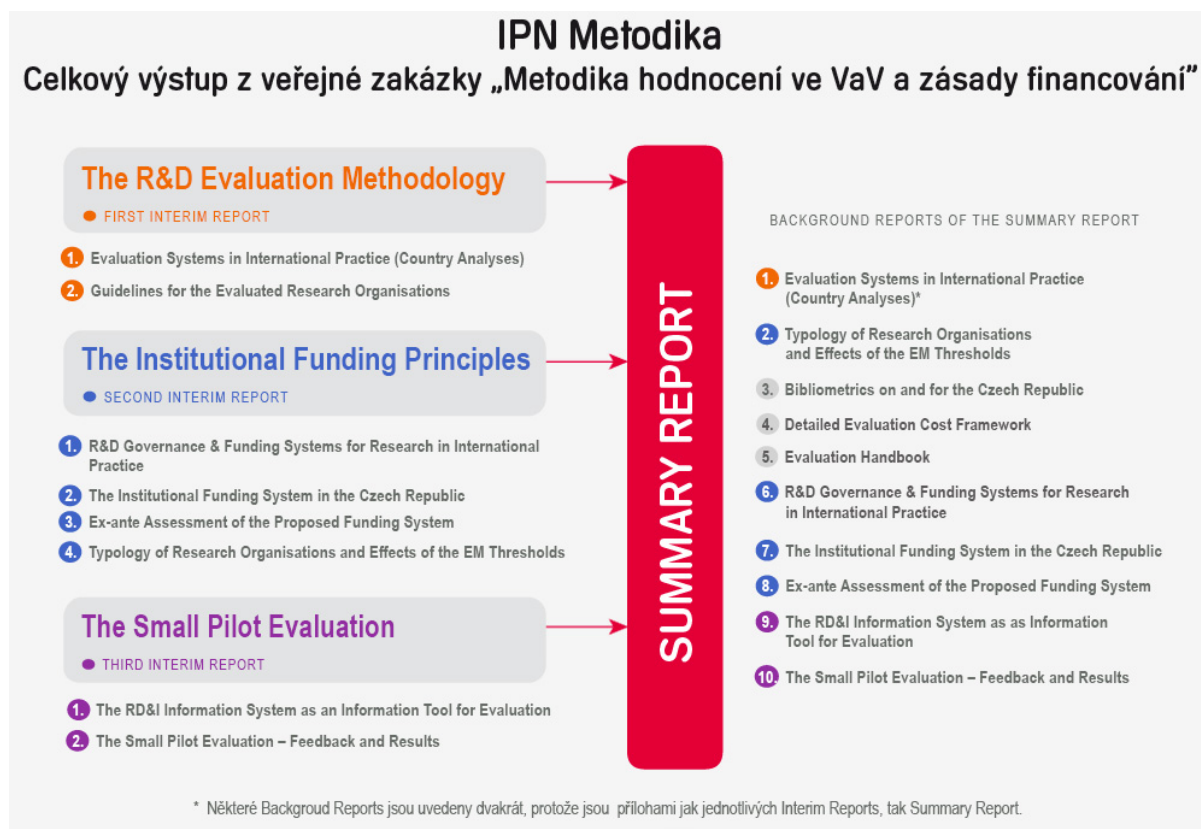 IPN Metodika
Celkový výstup z veřejné zakázky „Metodika hodnocení ve VaV a zásady financování”
The R&D Evaluation Methodology
FIRST INTERIM REPORT
1. Evaluation Systems in International Practice (Country Analyses)
2. Guidelines for the Evaluated Research Organisations
The Institutional Funding Principles
SECOND INTERIM REPORT
1. R&D Governance & Funding Systems for Research in International
Practice
2. The Institutional Funding System in the Czech Republic
3. Ex-ante Assessment of the Proposed Funding System
4. Typology of Research Organisations and Effects of the EM Thresholds
The Small Pilot Evaluation
THIRD INTERIM REPORT
1. The RD&I Information System as an Information Tool for Evaluation
2. The Small Pilot Evaluation – Feedback and Results
SUMMARY REPORT
BACKGROUND REPORTS OF THE SUMMARY REPORT
1. Evaluation Systems in International Practice
(Country Analyses)*
2. Typology of Research Organisations
and Effects of the EM Thresholds
3. Bibliometrics on and for the Czech Republic
4. Detailed Evaluation Cost Framework
5. Evaluation Handbook
6. R&D Governance & Funding Systems for Research
in International Practice
7. The Institutional Funding System in the Czech Republic
8. Ex-ante Assessment of the Proposed Funding System
9. The RD&I Information System as as Information
Tool for Evaluation
10. The Small Pilot Evaluation – Feedback and Results
* Některé Backgroud Reports jsou uvedeny dvakrát, protože jsou přílohami jak jednotlivých Interim Reports, tak Summary Report.